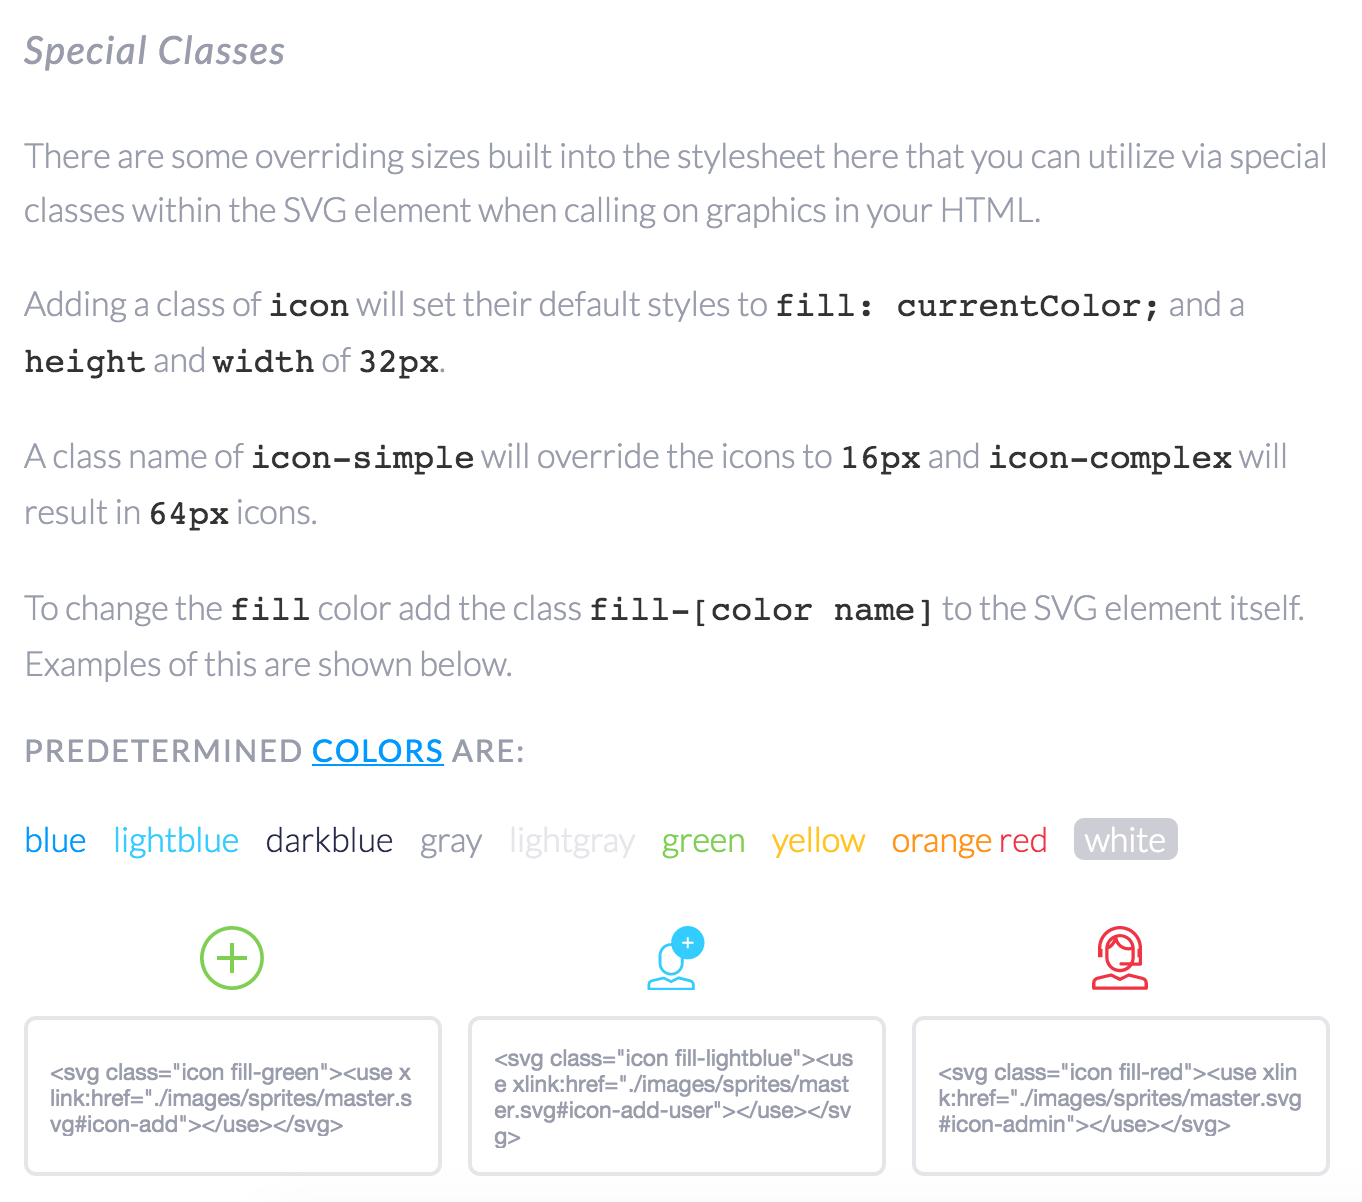 Special Classes
There are some overriding sizes built into the stylesheet here that you can utilize via special
classes within the SVG element when calling on graphics in your HTML.
Adding a class of icon will set their default styles to fill: currentColor; and a
height and width of 32px.
A class name of icon-simple will override the icons to 16px and icon-complex will
result in 64px icons.
To change the fill color add the class fill-[color name] to the SVG element itself.
Examples of this are shown below.
PREDETERMINED COLORS ARE:
blue lightblue darkblue gray lightgray green yellow orange red white
<svg class="icon fill-green"><use x
link:href="./images/sprites/master.s
vg#icon-add"></use></svg>
<svg class="icon fill-lightblue"><us
e xlink:href="./images/sprites/mast
er.svg#icon-add-user"></use></sv
g>
<svg class="icon fill-red"><use xlin
k:href="./images/sprites/master.svg
#icon-admin"></use></svg>